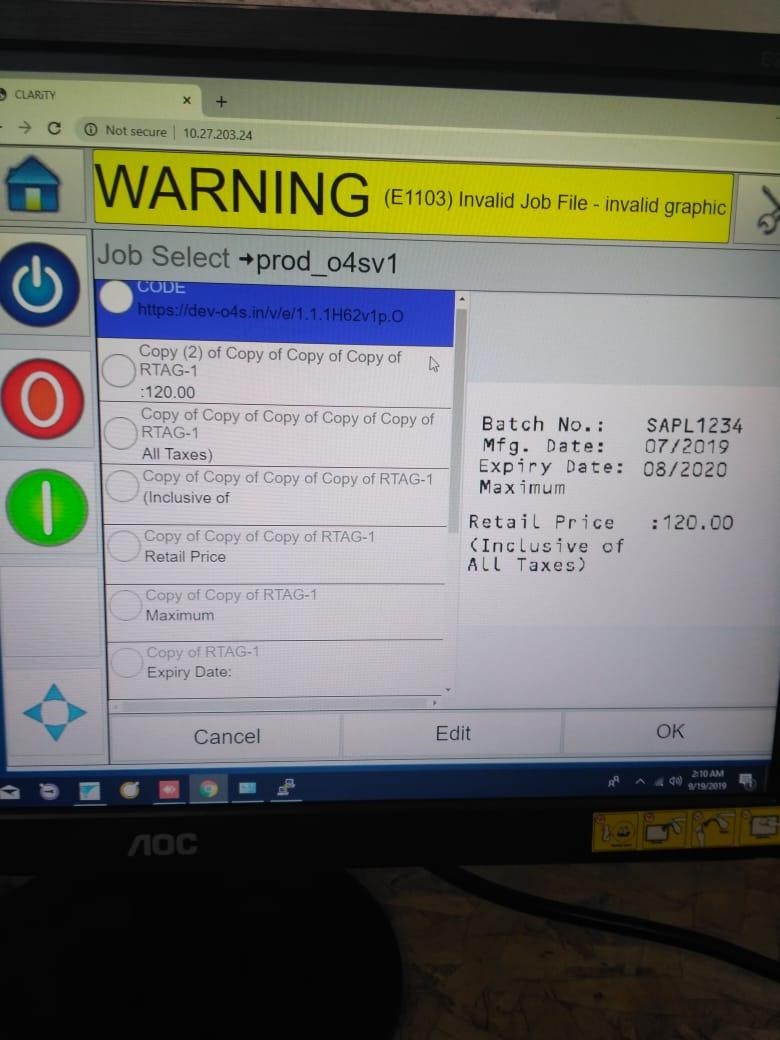 CLARiTY
Not secure | 10.27.203.24
WARNING (E1103) Invalid Job File - invalid graphic
Job Select →prod_o4sv1
CODE
https://dev-o4s.in/v/e/1.1.1H62v1p.O
Copy (2) of Copy of Copy of Copy of
RTAG-1
:120.00
Copy of Copy of Copy of Copy of Copy of
RTAG-1
All Taxes)
Copy of Copy of Copy of Copy of RTAG-1
(Inclusive of
Copy of Copy of Copy of RTAG-1
Retail Price
Copy of Copy of RTAG-1
Maximum
Copy of RTAG-1
Expiry Date:
Batch No.: SAPL1234
Mfg. Date: 07/2019
Expiry Date: 08/2020
Maximum
Retail Price :120.00
(Inclusive of
All Taxes)
Cancel
Edit
OK
2:10 AM
9/19/2019
AOC